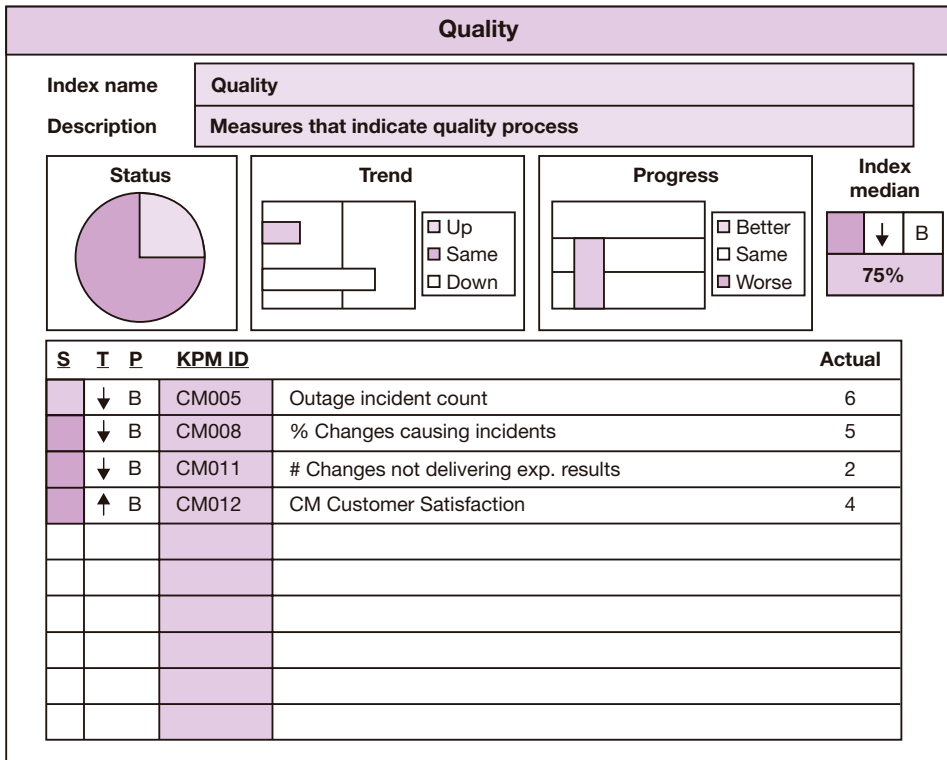 Quality
Index name Quality
Description Measures that indicate quality process
Status
Trend
Up
Same
Down
Progress
Better
Same
Worse
Index
median
↓ B
75%
S T P KPM ID Actual
↓ B CM005 Outage incident count 6
↓ B CM008 % Changes causing incidents 5
↓ B CM011 # Changes not delivering exp. results 2
↑ B CM012 CM Customer Satisfaction 4